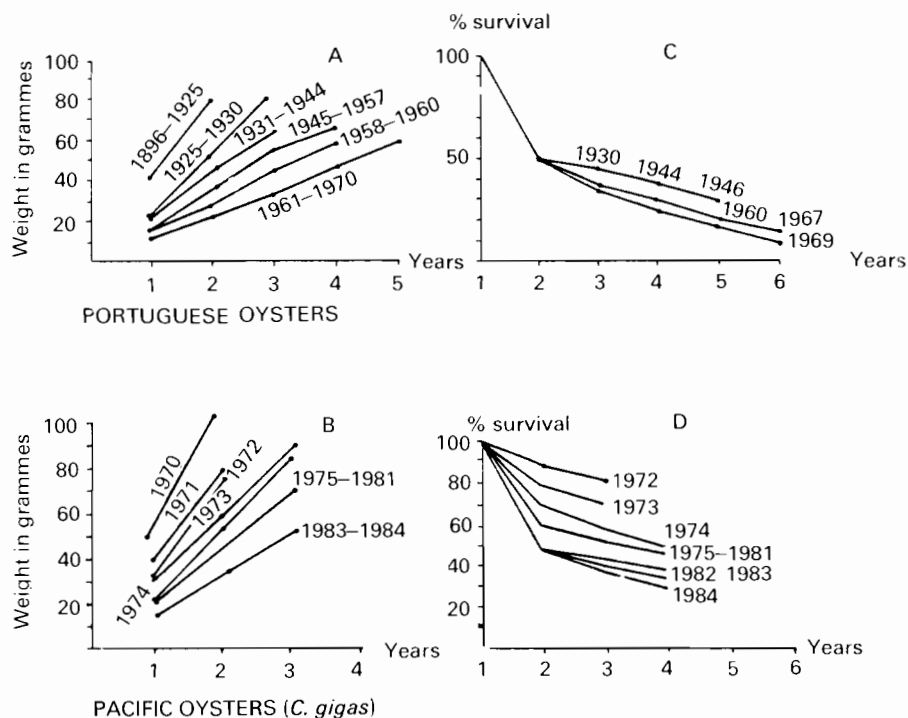 A
Weight in grammes
100
80
60
40
20
1896–1925
1925–1930
1931–1944
1945–1957
1958–1960
1961–1970
1 2 3 4 5
Years
PORTUGUESE OYSTERS
% survival
C
100
50
1930
1944
1946
1960
1967
1969
Years
1 2 3 4 5 6
B
Weight in grammes
100
80
60
40
20
1970
1971
1972
1973
1974
1975–1981
1983–1984
Years
1 2 3 4
PACIFIC OYSTERS (C. gigas)
% survival
D
100
80
60
40
20
1972
1973
1974
1975–1981
1982 1983
1984
Years
1 2 3 4 5 6